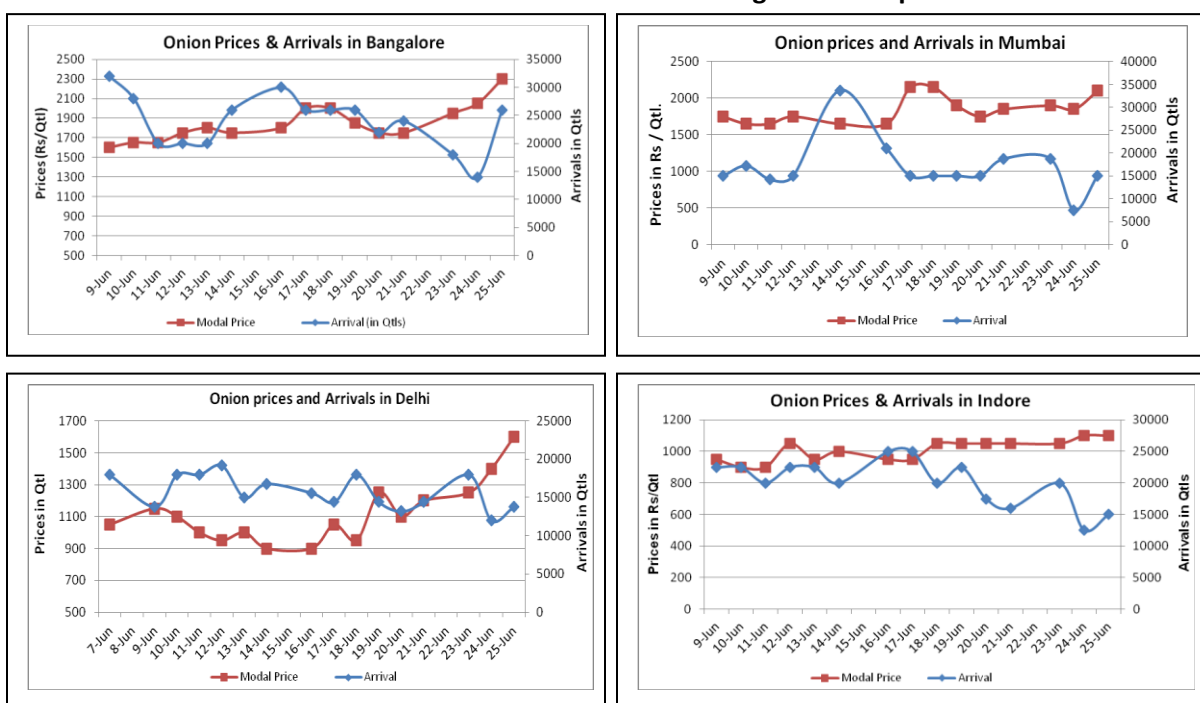 Onion Prices & Arrivals in Bangalore
Prices (Rs/Qtl)
2500
2300
2100
1900
1700
1500
1300
1100
900
700
500
35000
30000
25000
20000
15000
10000
5000
0
Arrivals in Qtls
9-Jun
10-Jun
11-Jun
12-Jun
13-Jun
14-Jun
15-Jun
16-Jun
17-Jun
18-Jun
19-Jun
20-Jun
21-Jun
22-Jun
23-Jun
24-Jun
25-Jun
Modal Price Arrival (in Qtls)
Onion prices and Arrivals in Mumbai
Prices in Rs / Qtl.
2500
2000
1500
1000
500
0
40000
35000
30000
25000
20000
15000
10000
5000
0
Arrivals in Qtls
9-Jun
10-Jun
11-Jun
12-Jun
13-Jun
14-Jun
15-Jun
16-Jun
17-Jun
18-Jun
19-Jun
20-Jun
21-Jun
22-Jun
23-Jun
24-Jun
25-Jun
Modal Price Arrival
Onion prices and Arrivals in Delhi
Prices in Qtl
1700
1500
1300
1100
900
700
500
25000
20000
15000
10000
5000
0
Arrivals in Qtls
7-Jun
8-Jun
9-Jun
10-Jun
11-Jun
12-Jun
13-Jun
14-Jun
15-Jun
16-Jun
17-Jun
18-Jun
19-Jun
20-Jun
21-Jun
22-Jun
23-Jun
24-Jun
25-Jun
Modal Price Arrival
Onion Prices & Arrivals in Indore
Prices in Rs/Qtl
1200
1000
800
600
400
200
0
30000
25000
20000
15000
10000
5000
0
Arrivals in Qtls
9-Jun
10-Jun
11-Jun
12-Jun
13-Jun
14-Jun
15-Jun
16-Jun
17-Jun
18-Jun
19-Jun
20-Jun
21-Jun
22-Jun
23-Jun
24-Jun
25-Jun
Modal Price Arrival